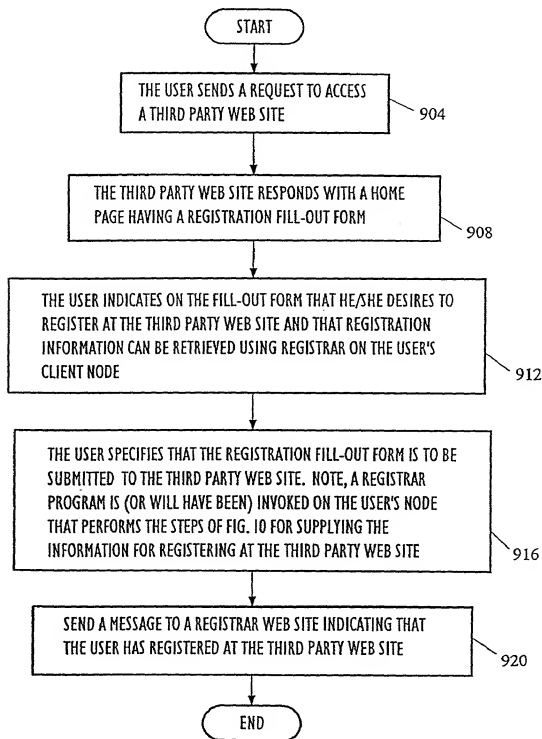 START
THE USER SENDS A REQUEST TO ACCESS
A THIRD PARTY WEB SITE
904
THE THIRD PARTY WEB SITE RESPONDS WITH A HOME
PAGE HAVING A REGISTRATION FILL-OUT FORM
908
THE USER INDICATES ON THE FILL-OUT FORM THAT HE/SHE DESIRES TO
REGISTER AT THE THIRD PARTY WEB SITE AND THAT REGISTRATION
INFORMATION CAN BE RETRIEVED USING REGISTRAR ON THE USER'S
CLIENT NODE
912
THE USER SPECIFIES THAT THE REGISTRATION FILL-OUT FORM IS TO BE
SUBMITTED TO THE THIRD PARTY WEB SITE. NOTE, A REGISTRAR
PROGRAM IS (OR WILL HAVE BEEN) INVOKED ON THE USER'S NODE
THAT PERFORMS THE STEPS OF FIG. 10 FOR SUPPLYING THE
INFORMATION FOR REGISTERING AT THE THIRD PARTY WEB SITE
916
SEND A MESSAGE TO A REGISTRAR WEB SITE INDICATING THAT
THE USER HAS REGISTERED AT THE THIRD PARTY WEB SITE
920
END